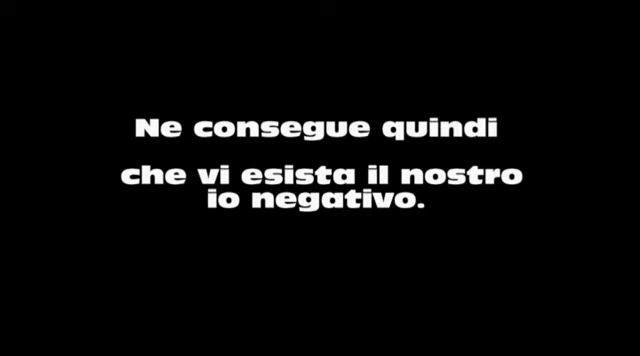 Ne consegue quindi
che vi esista il nostro
io negativo.